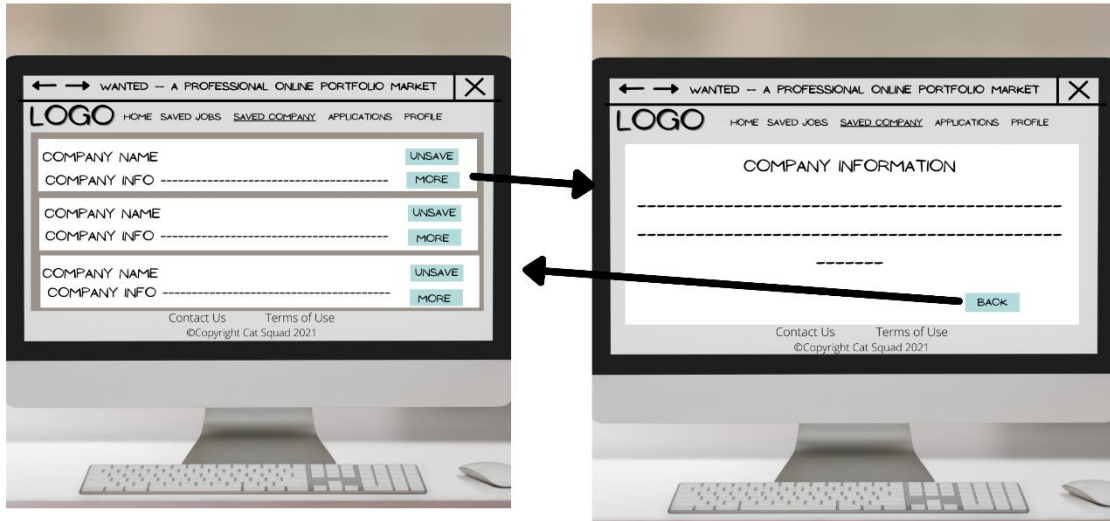 WANTED -- A PROFESSIONAL ONLINE PORTFOLIO MARKET
LOGO HOME SAVED JOBS SAVED COMPANY APPLICATIONS PROFILE
COMPANY NAME UNSAVE
COMPANY INFO MORE
COMPANY NAME UNSAVE
COMPANY INFO MORE
COMPANY NAME UNSAVE
COMPANY INFO MORE
Contact Us Terms of Use
©Copyright Cat Squad 2021
WANTED -- A PROFESSIONAL ONLINE PORTFOLIO MARKET
LOGO HOME SAVED JOBS SAVED COMPANY APPLICATIONS PROFILE
COMPANY INFORMATION
BACK
Contact Us Terms of Use
©Copyright Cat Squad 2021